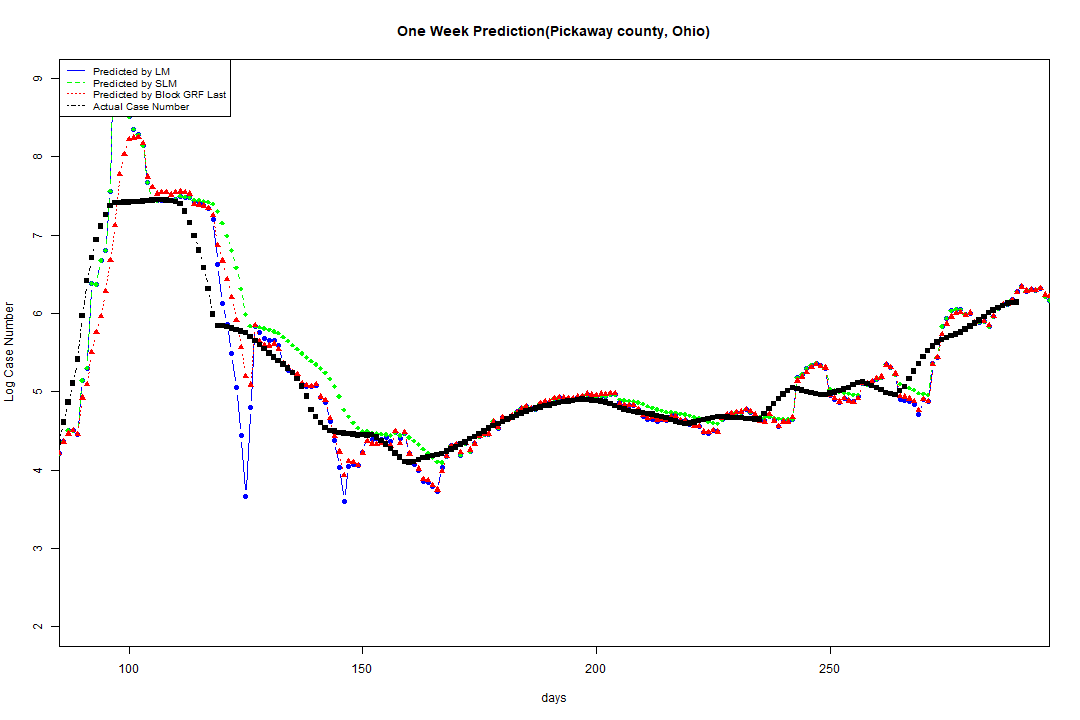 One Week Prediction(Pickaway county, Ohio)
Predicted by LM
Predicted by SLM
Predicted by Block GRF Last
Actual Case Number
9
8
7
6
5
4
3
2
Log Case Number
100
150
200
250
days